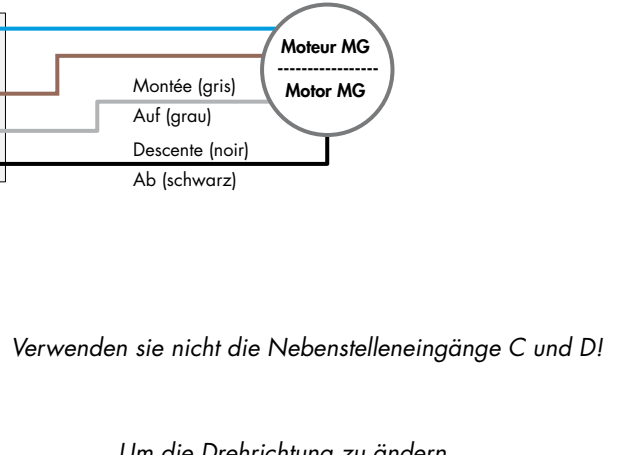 Moteur MG
Motor MG
Montée (gris)
Auf (grau)
Descente (noir)
Ab (schwarz)
Verwenden sie nicht die Nebenstelleneingänge C und D!
Um die Drehrichtung zu ändern